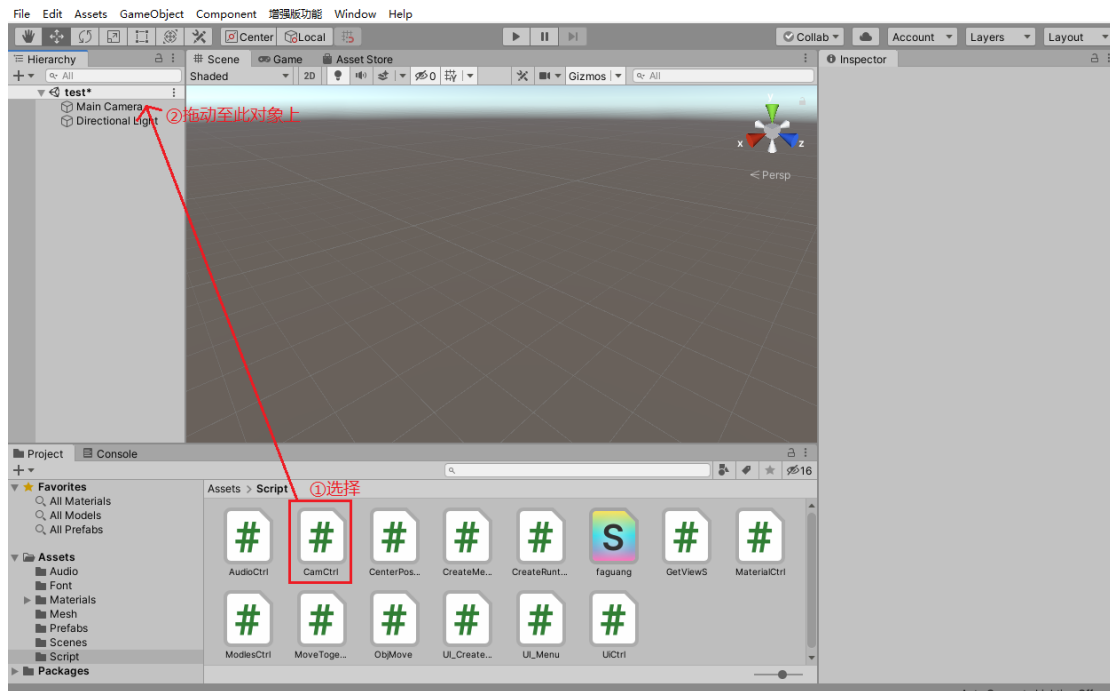 File Edit Assets GameObject Component 增强版功能 Window Help
Center Local Collab Account Layers Layout
Hierarchy Scene Game Asset Store Inspector
All Shaded 2D 0 Gizmos All
test*
Main Camera
Directional Light ②拖动至此对象上
y
x z
Persp
Project Console
16
Favorites Assets > Script ①选择
All Materials
All Models
All Prefabs
Assets
Audio
Font
Materials
Mesh
Prefabs
Scenes
Script
Packages
# # # # # S # #
AudioCtrl CamCtrl CenterPos... CreateMe... CreateRunt... faguang GetViewS MaterialCtrl
# # # # # #
ModlesCtrl MoveToge... ObjMove UI_Create... UI_Menu UiCtrl